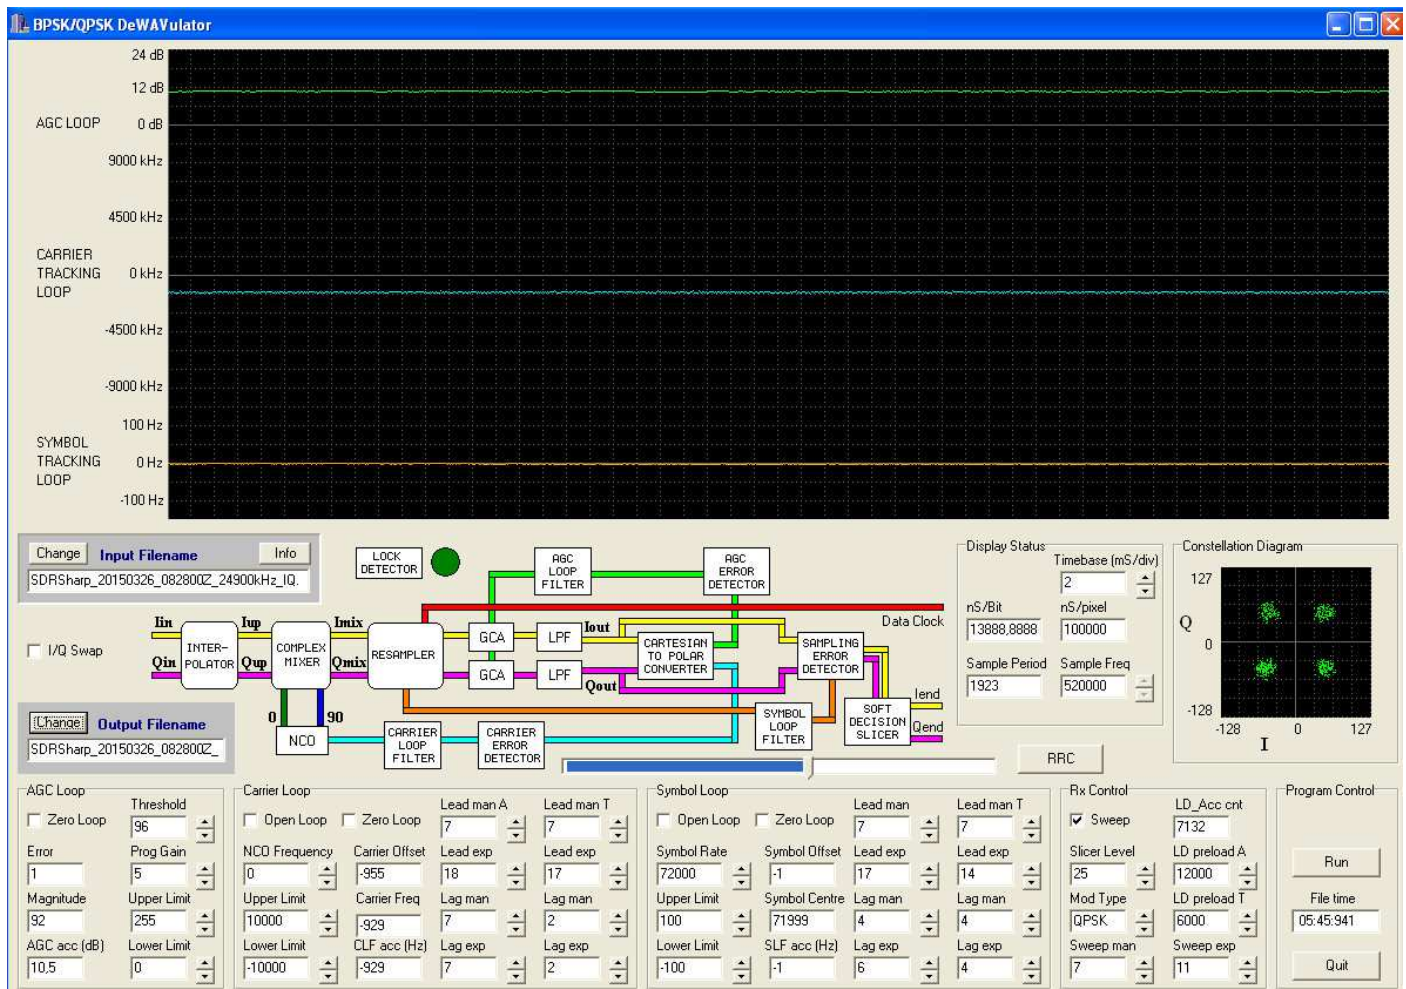 BPSK/QPSK DeWAVulator
24 dB
12 dB
AGC LOOP 0 dB
9000 kHz
4500 kHz
CARRIER
TRACKING 0 kHz
LOOP
-4500 kHz
-9000 kHz
100 Hz
SYMBOL
TRACKING 0 Hz
LOOP
-100 Hz
Change Input Filename Info
SDRSharp_20150326_082800Z_24900kHz_IQ.
LOCK
DETECTOR
AGC
LOOP
FILTER
AGC
ERROR
DETECTOR
Data Clock
Iin Iup Imix Iout
I/Q Swap
Qin Qup Qmix Qout
INTER-
POLATOR
COMPLEX
MIXER
RESAMPLER
GCA LPF
GCA LPF
CARTESIAN
TO POLAR
CONVERTER
SAMPLING
ERROR
DETECTOR
0 90
NCO
CARRIER
LOOP
FILTER
CARRIER
ERROR
DETECTOR
SYMBOL
LOOP
FILTER
SOFT
DECISION
SLICER
Iend
Qend
Change Output Filename
SDRSharp_20150326_082800Z_
Display Status
Timebase (mS/div)
2
nS/Bit nS/pixel
13888,8888 100000
Sample Period Sample Freq
1923 520000
RRC
Constellation Diagram
127
Q
0
-128
-128 0 127
I
AGC Loop
Threshold
Zero Loop 96
Error Prog Gain
1 5
Magnitude Upper Limit
92 255
AGC acc (dB) Lower Limit
10,5 0
Carrier Loop
Lead man A Lead man T
Open Loop Zero Loop 7 7
NCO Frequency Carrier Offset Lead exp Lead exp
0 -955 18 17
Upper Limit Carrier Freq Lag man Lag man
10000 -929 7 2
Lower Limit CLF acc (Hz) Lag exp Lag exp
-10000 -929 7 2
Symbol Loop
Lead man Lead man T
Open Loop Zero Loop 7 7
Symbol Rate Symbol Offset Lead exp Lead exp
72000 -1 17 14
Upper Limit Symbol Centre Lag man Lag man
100 71999 4 4
Lower Limit SLF acc (Hz) Lag exp Lag exp
-100 -1 6 4
Rx Control
LD_Acc cnt
Sweep 7132
Slicer Level LD preload A
25 12000
Mod Type LD preload T
QPSK 6000
Sweep man Sweep exp
7 11
Program Control
Run
File time
05:45:941
Quit